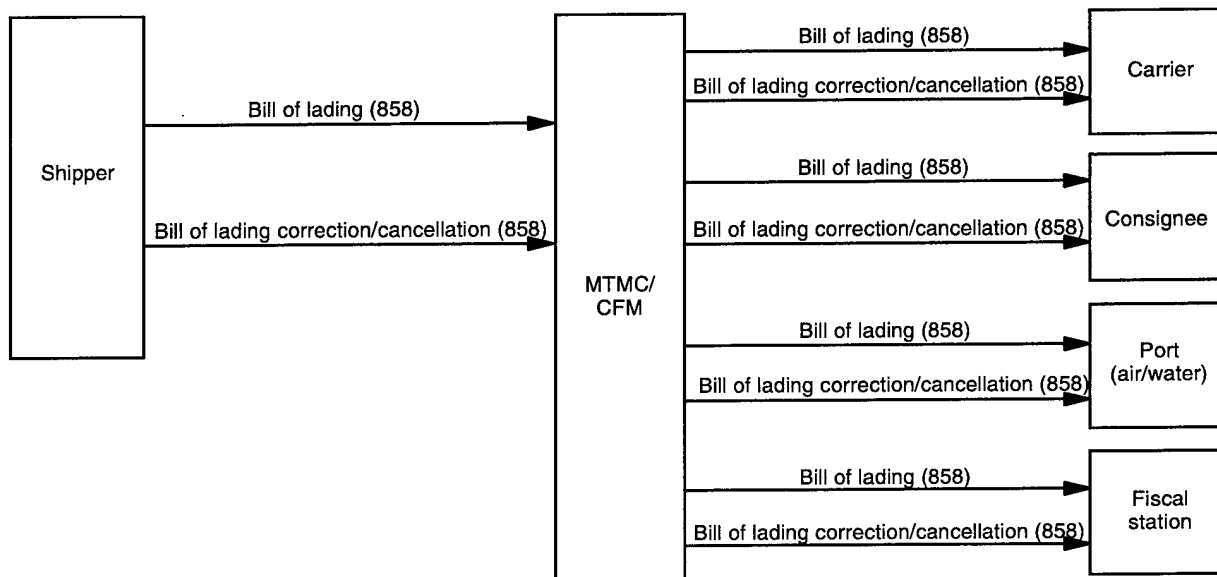 Shipper
Bill of lading (858)
Bill of lading correction/cancellation (858)
MTMC/
CFM
Bill of lading (858)
Bill of lading correction/cancellation (858)
Carrier
Bill of lading (858)
Bill of lading correction/cancellation (858)
Consignee
Bill of lading (858)
Bill of lading correction/cancellation (858)
Port
(air/water)
Bill of lading (858)
Bill of lading correction/cancellation (858)
Fiscal
station